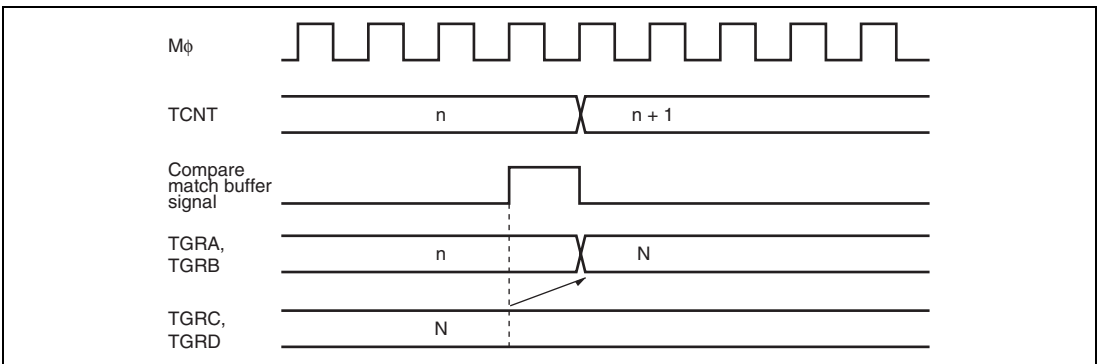 Mϕ
TCNT
n
n + 1
Compare
match buffer
signal
TGRA,
TGRB
n
N
TGRC,
TGRD
N